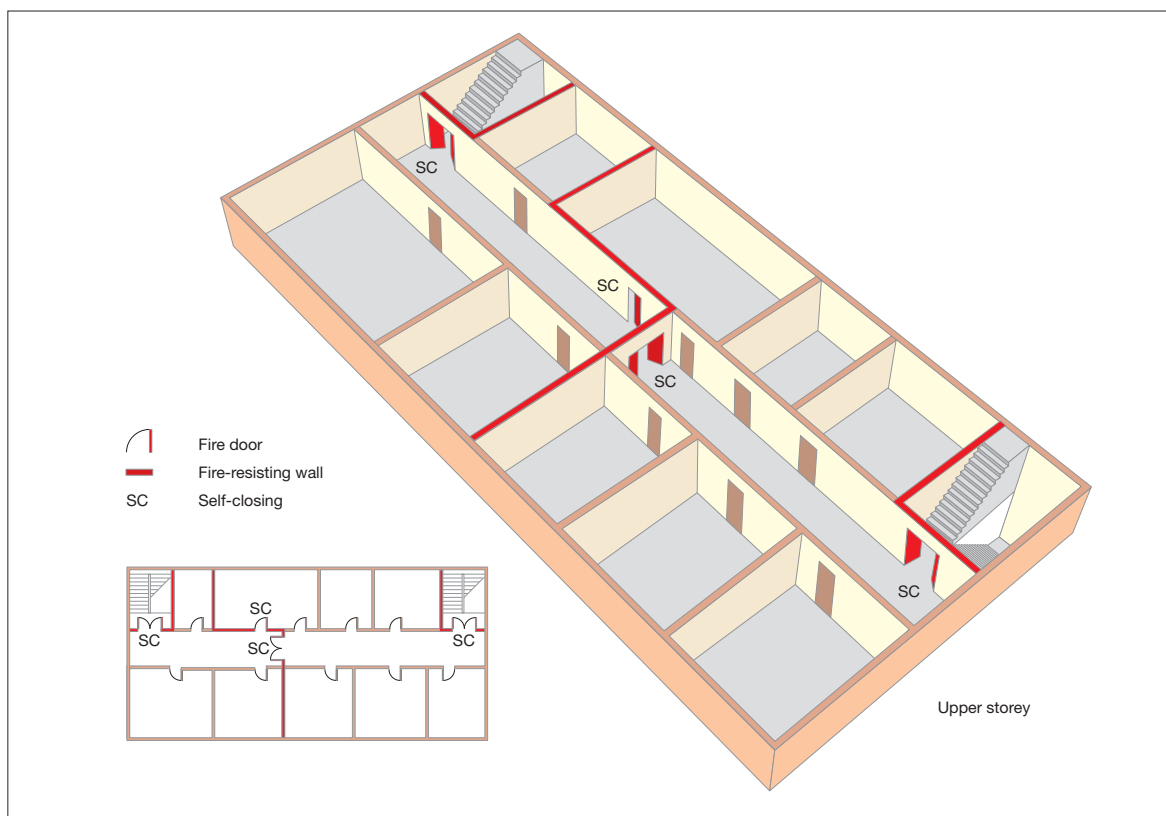 SC
SC
SC
SC
Fire door
Fire-resisting wall
SC Self-closing
SC
SC
SC
SC
Upper storey